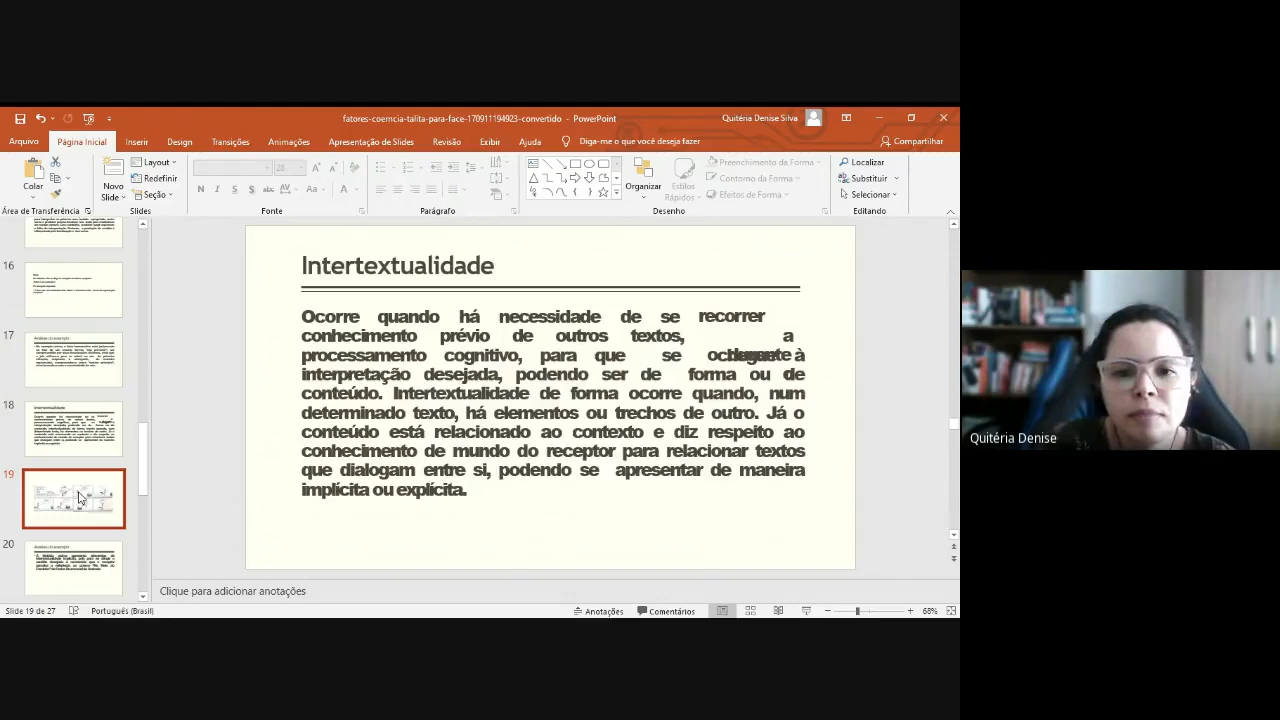 fatores-coerncia-talita-para-face-170911194923-convertido - PowerPoint
Quitéria Denise Silva
Arquivo Página Inicial Inserir Design Transições Animações Apresentação de Slides Revisão Exibir Ajuda Diga-me o que você deseja fazer Compartilhar
Colar
Novo Slide
Layout
Redefinir
Seção
28
N I S S abc AV Aa A
Organizar
Estilos Rápidos
Preenchimento da Forma
Contorno da Forma
Efeitos de Forma
Localizar
Substituir
Selecionar
Área de Transferência Slides Fonte Parágrafo Desenho Editando
16
17
18
Intertextualidade
19
20
Intertextualidade
Ocorre quando há necessidade de se recorrer
conhecimento prévio de outros textos, a
processamento cognitivo, para que se à
interpretação desejada, podendo ser de forma ou de
conteúdo. Intertextualidade de forma ocorre quando, num
determinado texto, há elementos ou trechos de outro. Já o
conteúdo está relacionado ao contexto e diz respeito ao
conhecimento de mundo do receptor para relacionar textos
que dialogam entre si, podendo se apresentar de maneira
implícita ou explícita.
Clique para adicionar anotações
Slide 19 de 27 Português (Brasil) Anotações Comentários 68%
Quitéria Denise